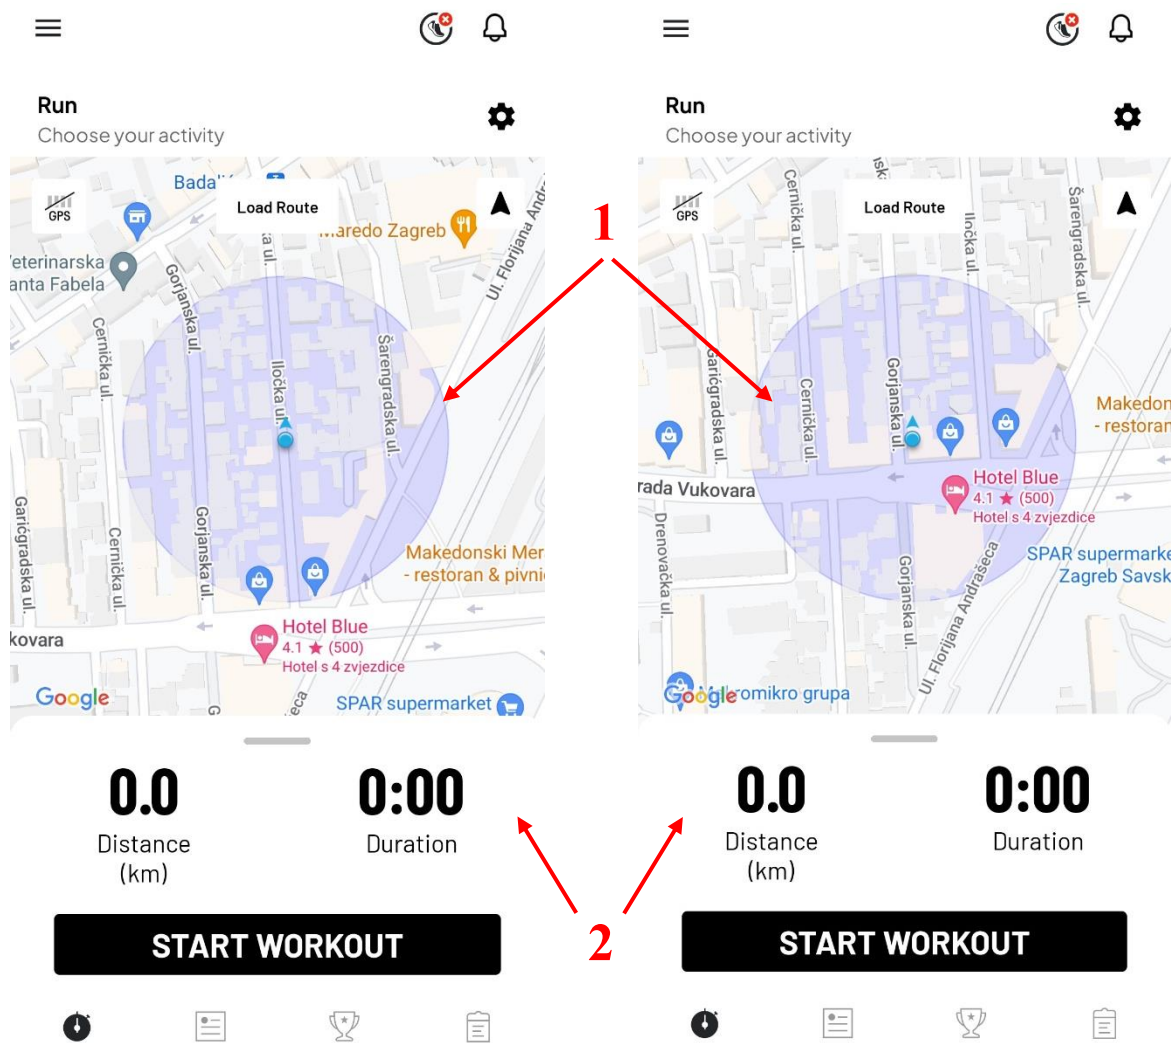 Run
Choose your activity
GPS
Load Route
Maredo Zagreb
Ul. Florijana Andra
eterinarska
anta Fabela
Gorjanska ul.
Cernička ul.
Iločka ul.
Šarengradska ul.
Garićgradska ul.
Cernička ul.
Gorjanska ul.
Makedonski Mer
- restoran & pivni
kovara
Hotel Blue
4.1 ★ (500)
Hotel s 4 zvjezdice
Google
SPAR supermarket
0.0
Distance
(km)
0:00
Duration
START WORKOUT
1
2
Run
Choose your activity
GPS
Load Route
Cernička ul.
Iločka ul.
Šarengradska ul.
Garićgradska ul.
Cernička ul.
Gorjanska ul.
Makedon
- restoran
rada Vukovara
Hotel Blue
4.1 ★ (500)
Hotel s 4 zvjezdice
Drenovačka ul.
Gorjanska ul.
Ul. Florijana Andrašeca
SPAR supermarke
Zagreb Savsk
Google
romikro grupa
0.0
Distance
(km)
0:00
Duration
START WORKOUT